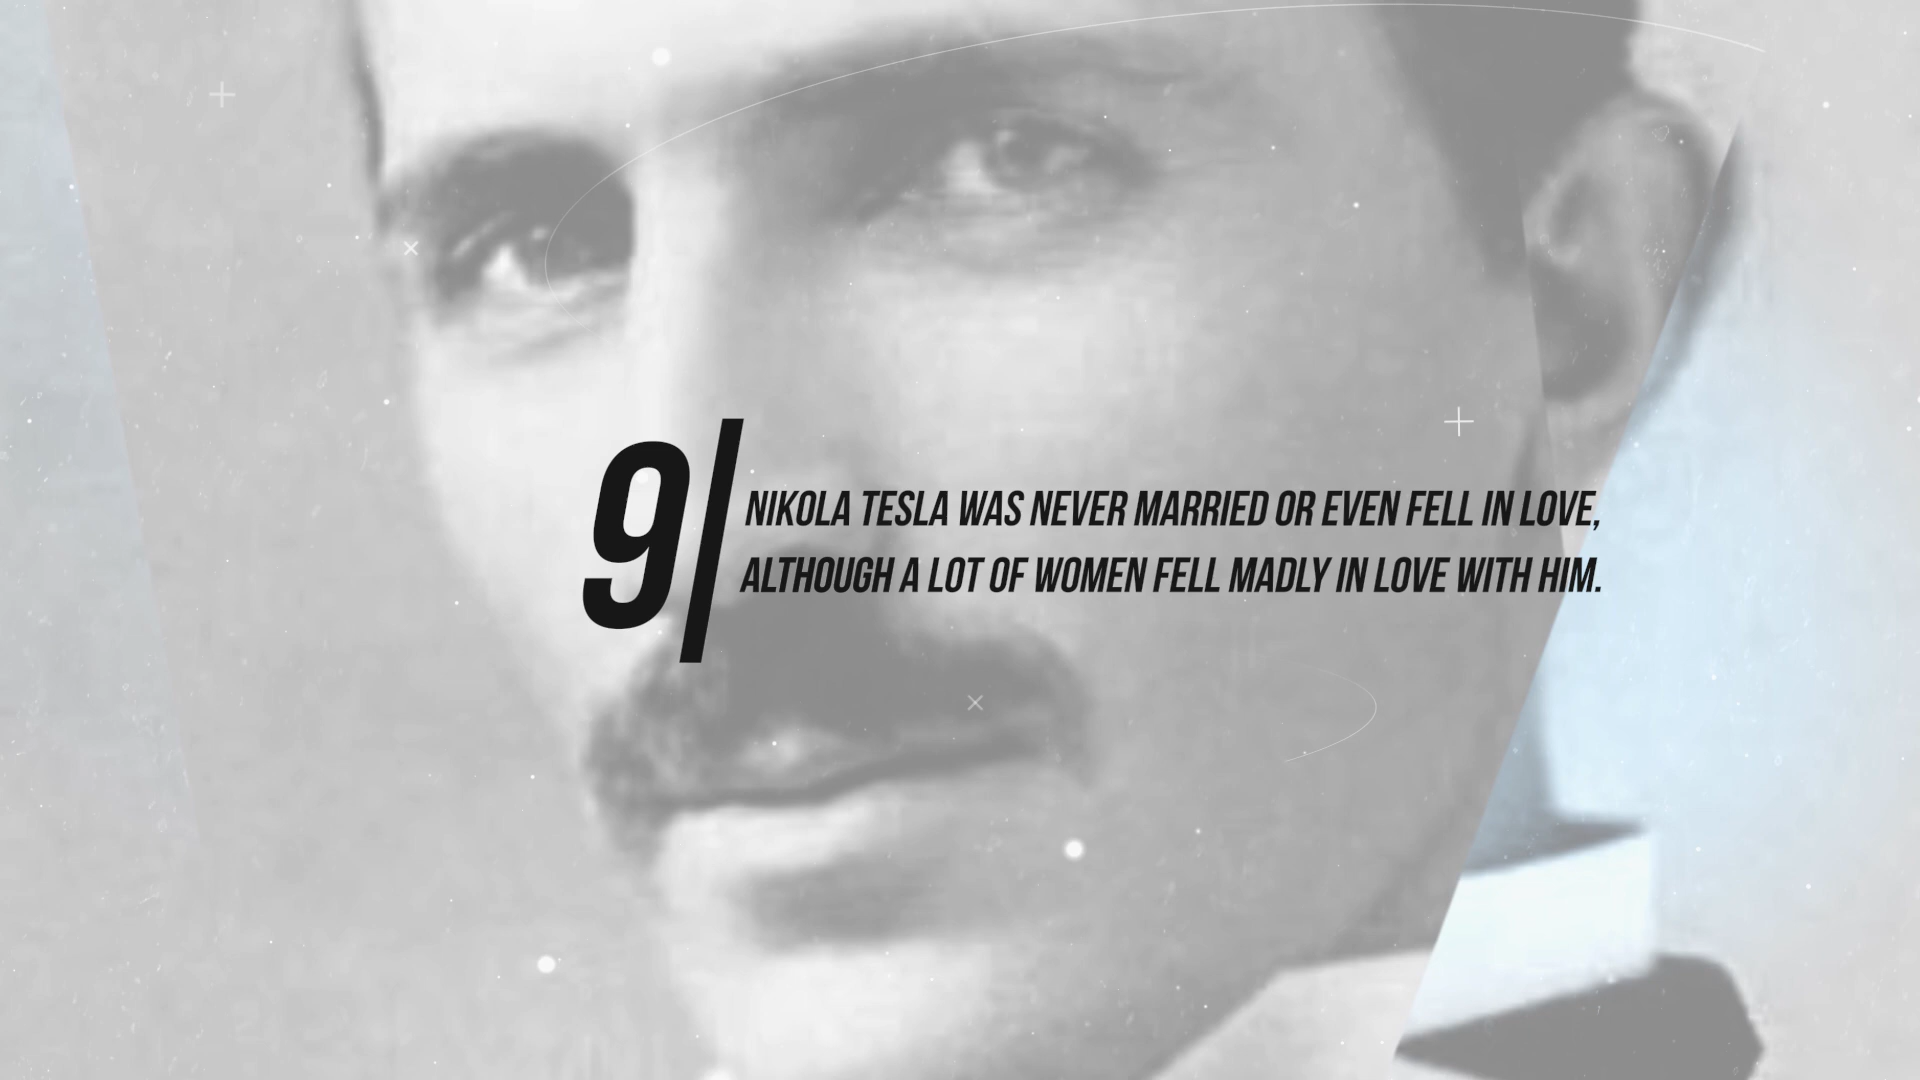 9|
NIKOLA TESLA WAS NEVER MARRIED OR EVEN FELL IN LOVE,
ALTHOUGH A LOT OF WOMEN FELL MADLY IN LOVE WITH HIM.